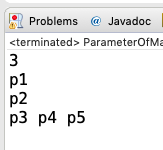 Problems @ Javadoc
<terminated> ParameterOfMa
3
p1
p2
p3 p4 p5